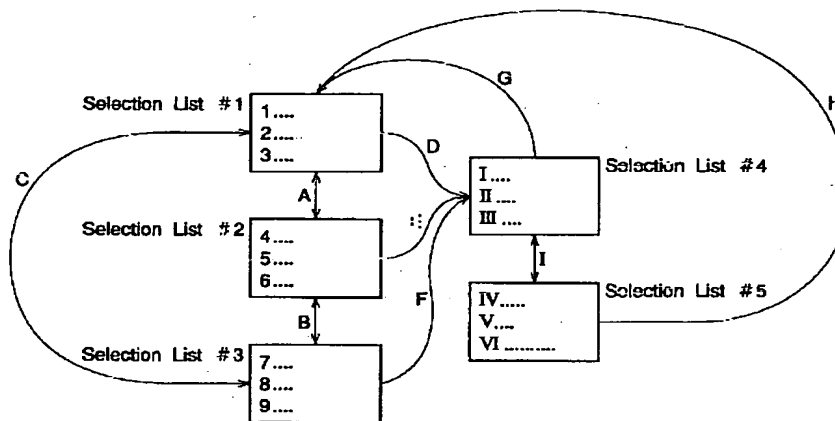 G
H
Selection List #1
1....
2....
3....
D
C
Selection List #4
I....
II....
III....
A
Selection List #2
4....
5....
6....
I
Selection List #5
IV.....
V....
VI...........
F
B
Selection List #3
7....
8....
9....